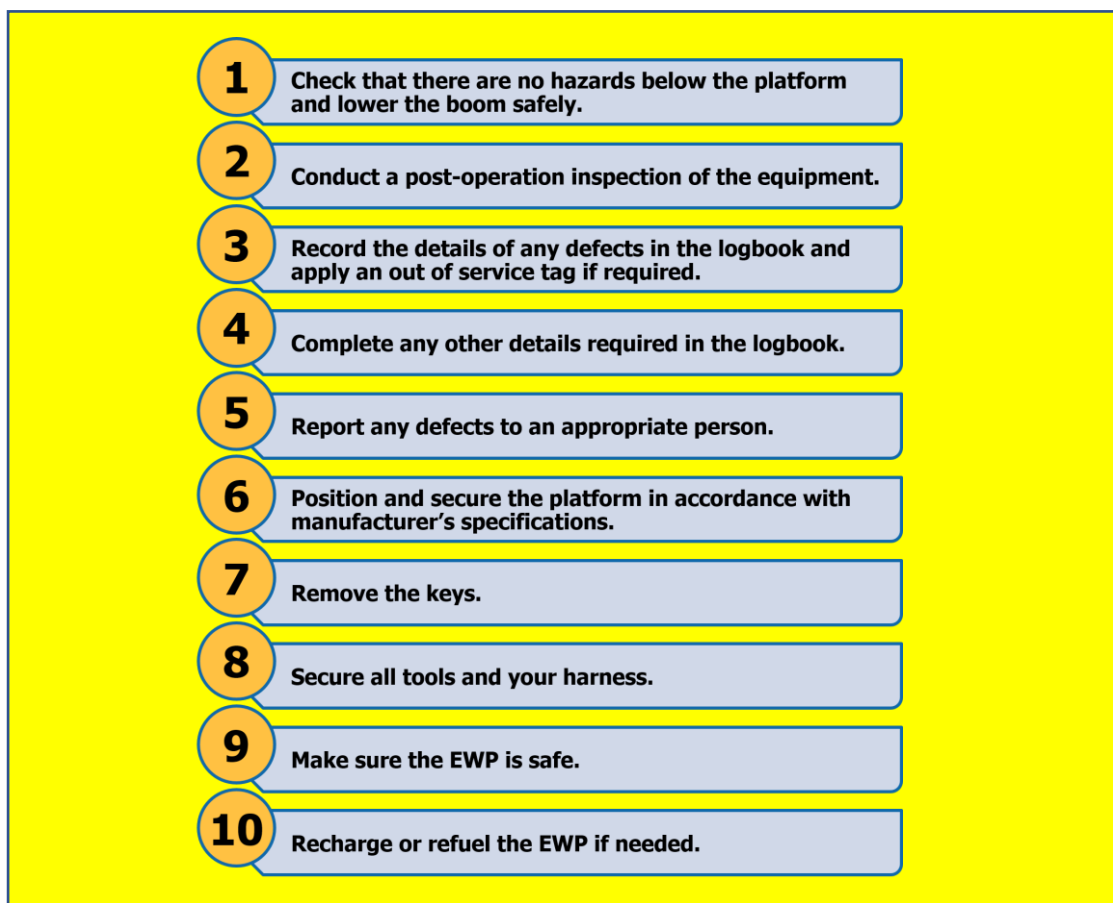 1
Check that there are no hazards below the platform
and lower the boom safely.
2
Conduct a post-operation inspection of the equipment.
3
Record the details of any defects in the logbook and
apply an out of service tag if required.
4
Complete any other details required in the logbook.
5
Report any defects to an appropriate person.
6
Position and secure the platform in accordance with
manufacturer’s specifications.
7
Remove the keys.
8
Secure all tools and your harness.
9
Make sure the EWP is safe.
10
Recharge or refuel the EWP if needed.